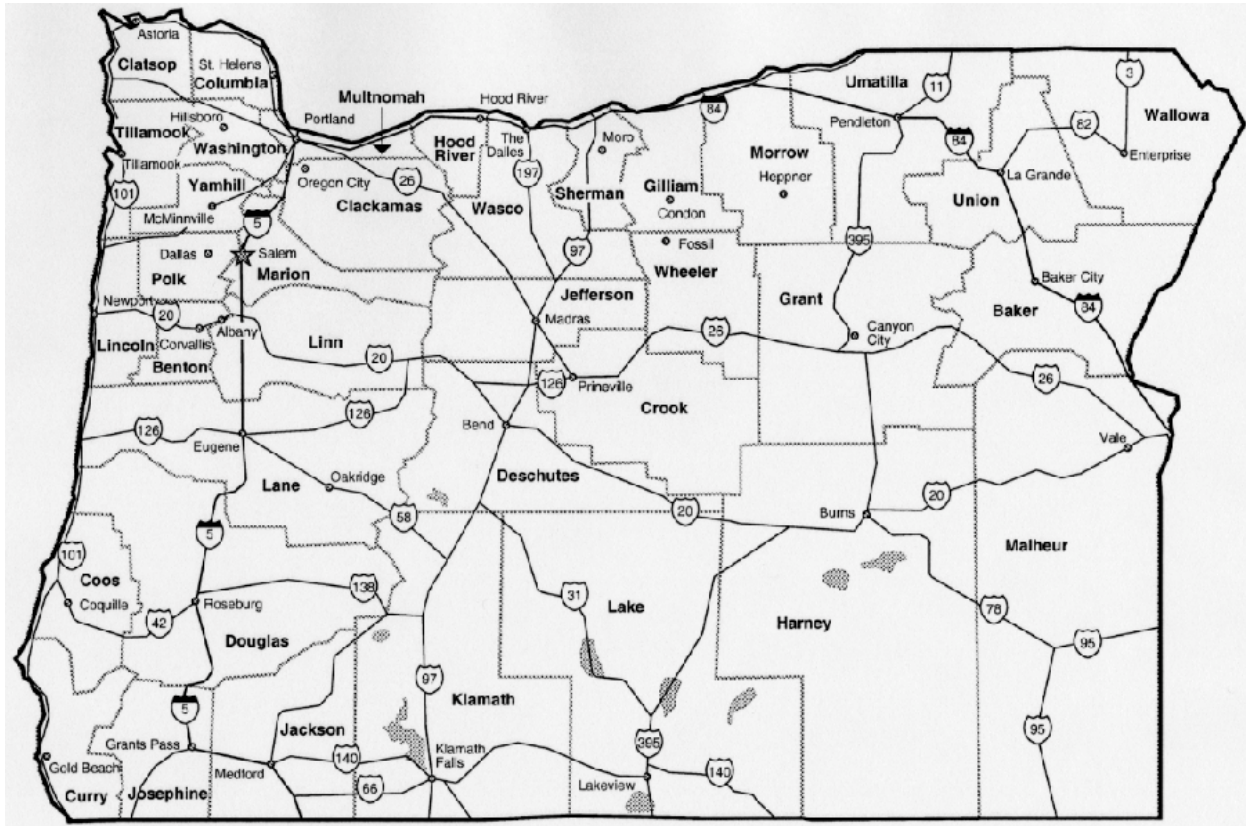 Astoria
Clatsop
St. Helens
Columbia
Multnomah
Hood River
Umatilla
11
3
Wallowa
84
Tillamook
Hillsboro
Portland
Washington
Hood
River
The
Dalles
Moro
Pendleton
82
Enterprise
84
Tillamook
101
Yamhill
Oregon City
26
197
Sherman
Gilliam
Condon
Morrow
Heppner
La Grande
Union
McMinnville
5
Clackamas
Wasco
Dallas
Salem
Polk
Marion
97
Fossil
Wheeler
395
Newport
20
Albany
Corvallis
Lincoln
Benton
Linn
20
Jefferson
Madras
26
Grant
Canyon
City
Baker City
Baker
84
126
Prineville
Crook
26
126
Eugene
126
Bend
Vale
Lane
Oakridge
58
Deschutes
20
Burns
20
Malheur
5
101
Coos
Coquille
42
Roseburg
138
Douglas
31
Lake
Harney
78
95
5
97
Klamath
95
Grants Pass
Jackson
140
Klamath
Falls
395
Gold Beach
Medford
66
Lakeview
140
Curry
Josephine